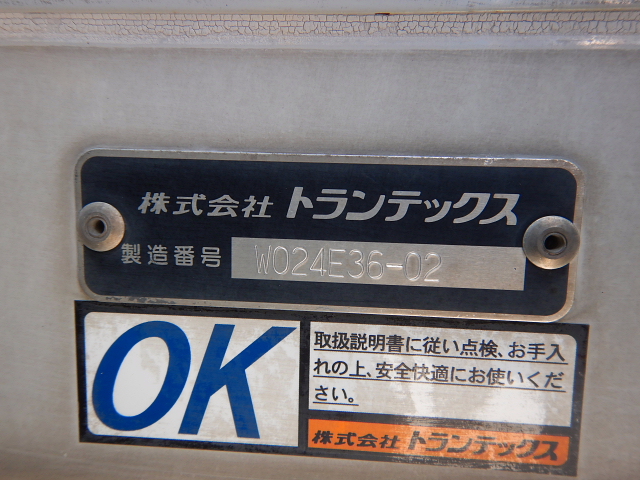 株式会社 トランテックス
製造番号 W024E36-02
OK
取扱説明書に従い点検、お手入
れの上、安全快適にお使いくだ
さい。
株式会社 トランテックス